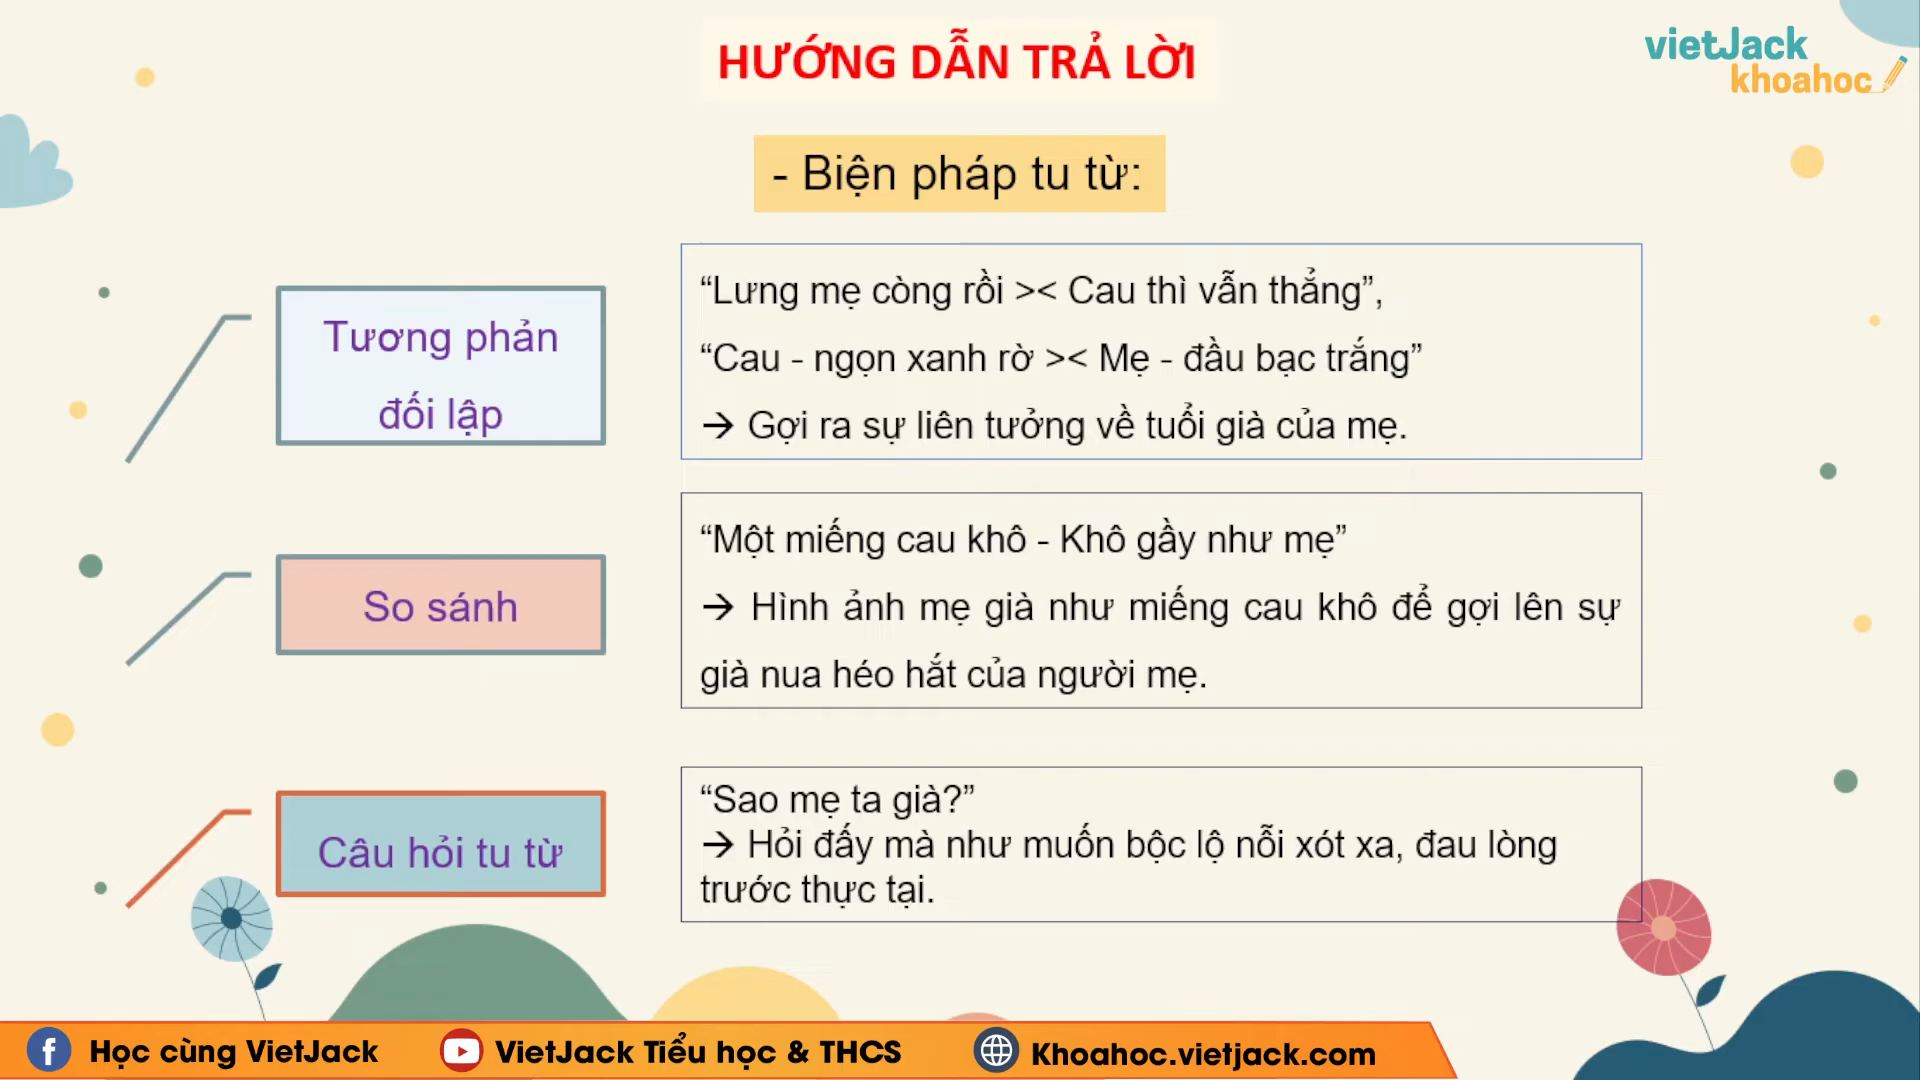 HƯỚNG DẪN TRẢ LỜI
vietJack
khoahoc
- Biện pháp tu từ:
Tương phản
đối lập
“Lưng mẹ còng rồi >< Cau thì vẫn thẳng”,
“Cau - ngọn xanh rờ >< Mẹ - đầu bạc trắng”
→ Gợi ra sự liên tưởng về tuổi già của mẹ.
So sánh
“Một miếng cau khô - Khô gầy như mẹ”
→ Hình ảnh mẹ già như miếng cau khô để gợi lên sự
già nua héo hắt của người mẹ.
Câu hỏi tu từ
“Sao mẹ ta già?”
→ Hỏi đấy mà như muốn bộc lộ nỗi xót xa, đau lòng
trước thực tại.
Học cùng VietJack
VietJack Tiểu học & THCS
Khoahoc.vietjack.com